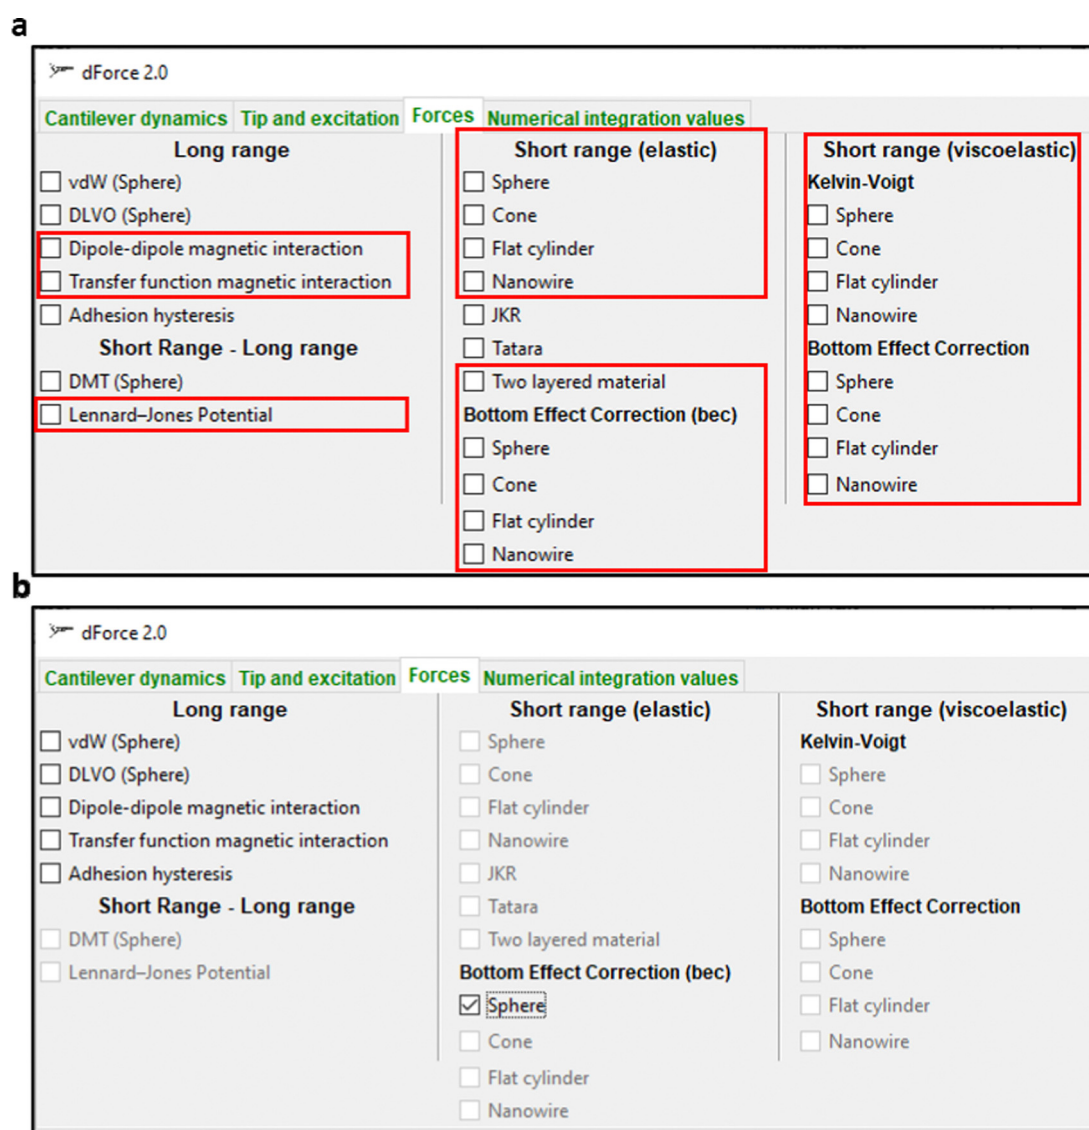 a
dForce 2.0
Cantilever dynamics Tip and excitation Forces Numerical integration values
Long range
vdW (Sphere)
DLVO (Sphere)
Dipole-dipole magnetic interaction
Transfer function magnetic interaction
Adhesion hysteresis
Short Range - Long range
DMT (Sphere)
Lennard–Jones Potential
Short range (elastic)
Sphere
Cone
Flat cylinder
Nanowire
JKR
Tatara
Two layered material
Bottom Effect Correction (bec)
Sphere
Cone
Flat cylinder
Nanowire
Short range (viscoelastic)
Kelvin-Voigt
Sphere
Cone
Flat cylinder
Nanowire
Bottom Effect Correction
Sphere
Cone
Flat cylinder
Nanowire
b
dForce 2.0
Cantilever dynamics Tip and excitation Forces Numerical integration values
Long range
vdW (Sphere)
DLVO (Sphere)
Dipole-dipole magnetic interaction
Transfer function magnetic interaction
Adhesion hysteresis
Short Range - Long range
DMT (Sphere)
Lennard–Jones Potential
Short range (elastic)
Sphere
Cone
Flat cylinder
Nanowire
JKR
Tatara
Two layered material
Bottom Effect Correction (bec)
Sphere
Cone
Flat cylinder
Nanowire
Short range (viscoelastic)
Kelvin-Voigt
Sphere
Cone
Flat cylinder
Nanowire
Bottom Effect Correction
Sphere
Cone
Flat cylinder
Nanowire